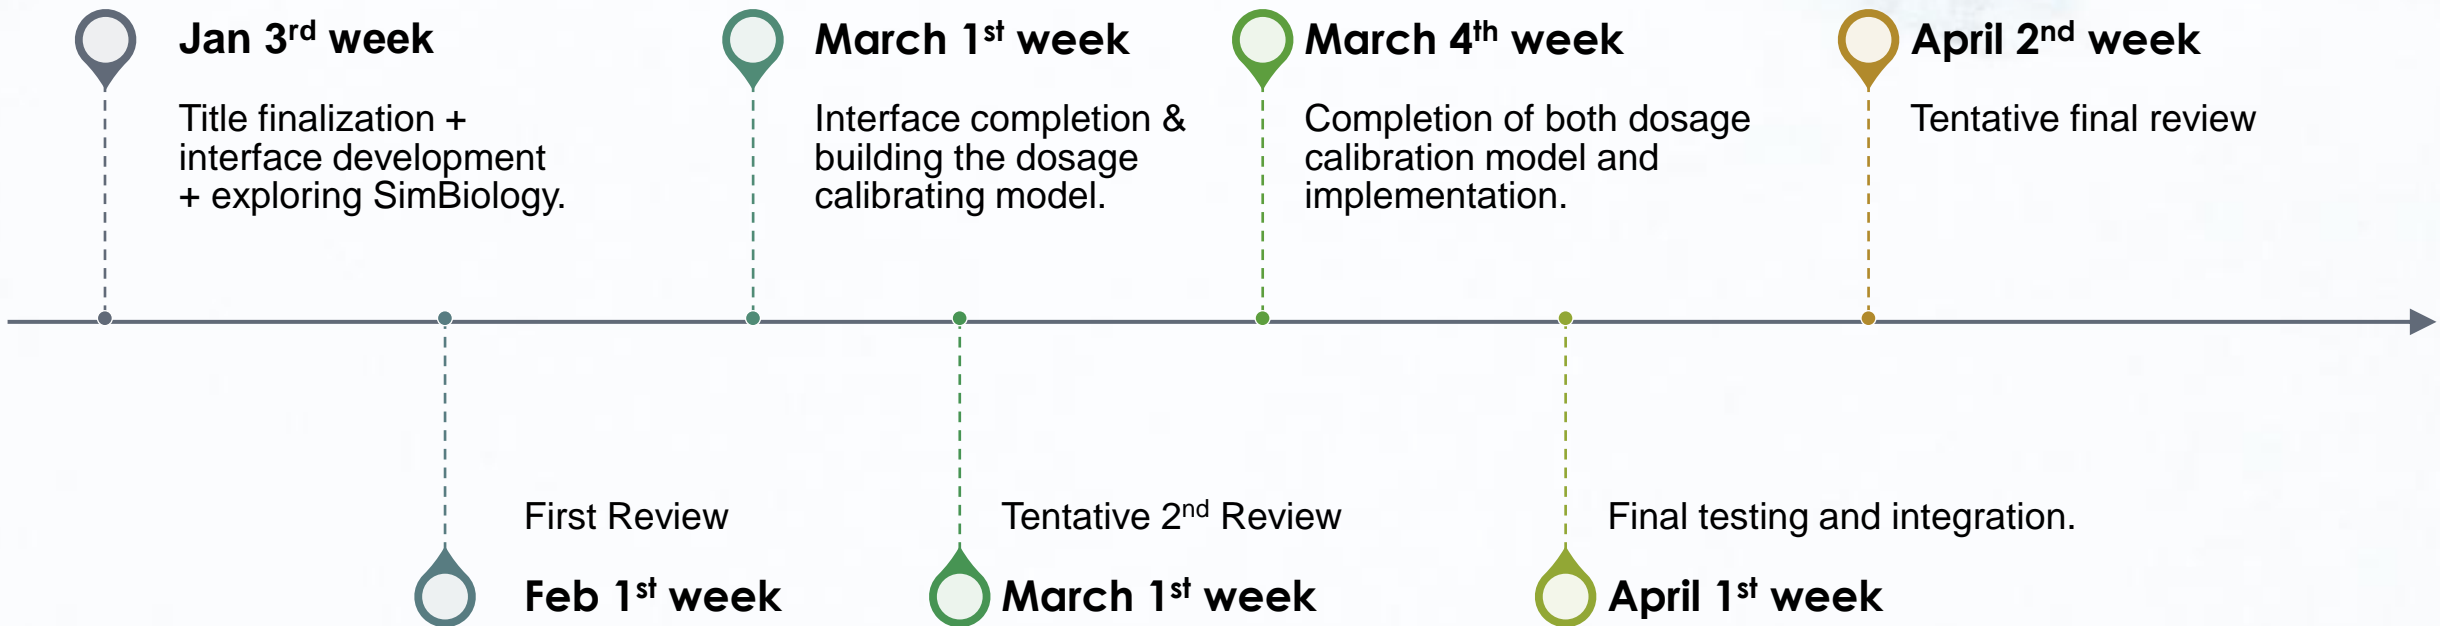 Jan 3rd week
Title finalization +
interface development
+ exploring SimBiology.
March 1st week
Interface completion &
building the dosage
calibrating model.
March 4th week
Completion of both dosage
calibration model and
implementation.
April 2nd week
Tentative final review
First Review
Feb 1st week
Tentative 2nd Review
March 1st week
Final testing and integration.
April 1st week